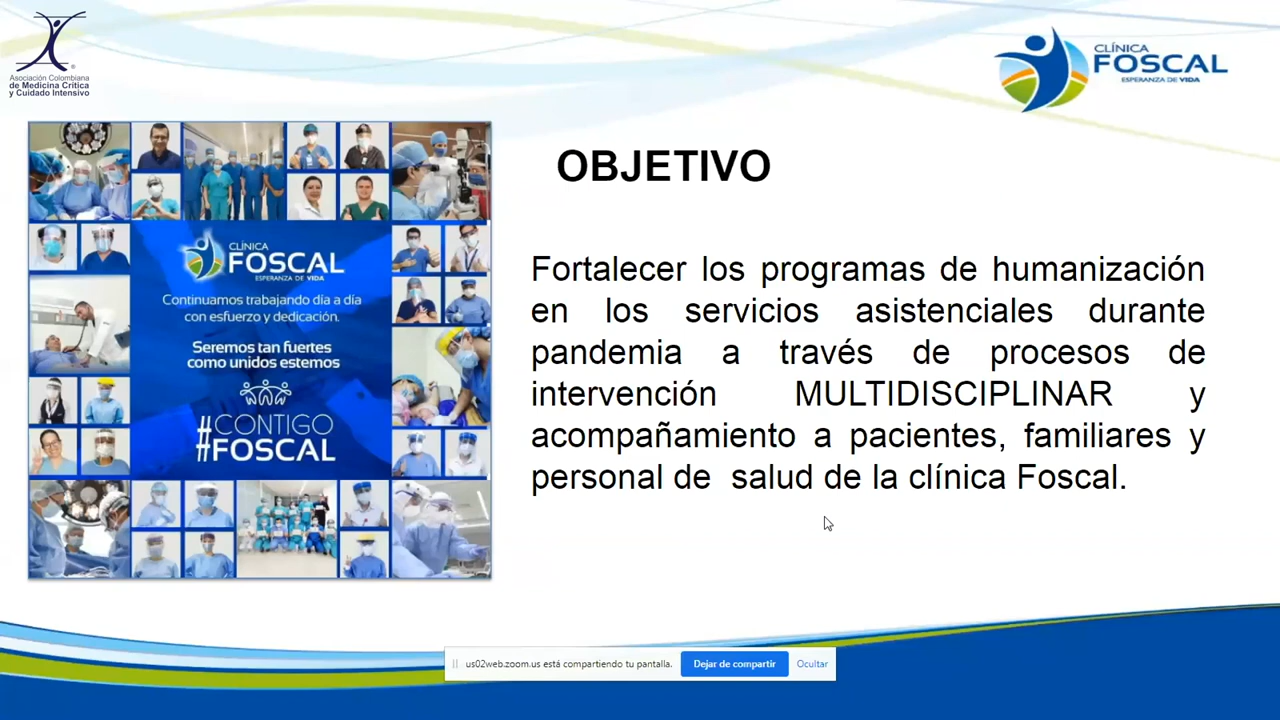 Asociación Colombiana
de Medicina Crítica
y Cuidado Intensivo
CLÍNICA
FOSCAL
ESPERANZA DE VIDA
OBJETIVO
CLÍNICA
FOSCAL
ESPERANZA DE VIDA
Continuamos trabajando día a día
con esfuerzo y dedicación.
Seremos tan fuertes
como unidos estemos
#CONTIGO
#FOSCAL
Fortalecer los programas de humanización
en los servicios asistenciales durante
pandemia a través de procesos de
intervención MULTIDISCIPLINAR y
acompañamiento a pacientes, familiares y
personal de salud de la clínica Foscal.
us02web.zoom.us está compartiendo tu pantalla. Dejar de compartir Ocultar